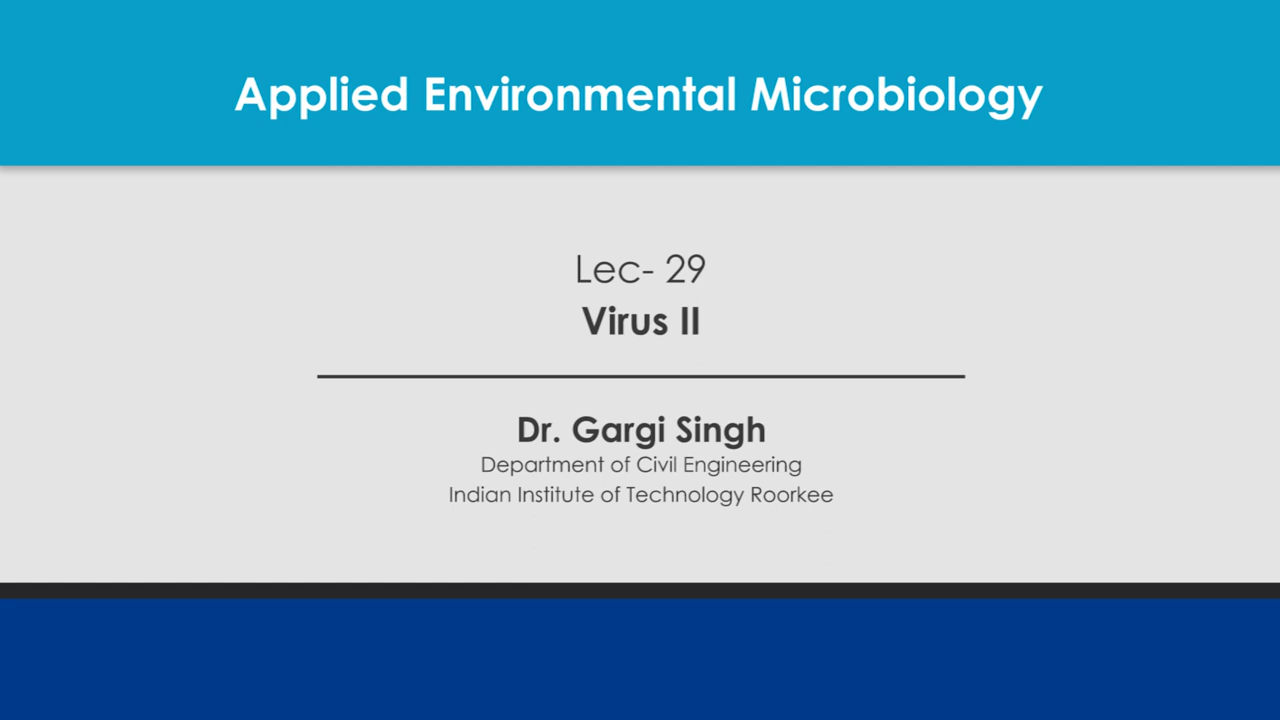 Applied Environmental Microbiology
Lec- 29
Virus II
Dr. Gargi Singh
Department of Civil Engineering
Indian Institute of Technology Roorkee